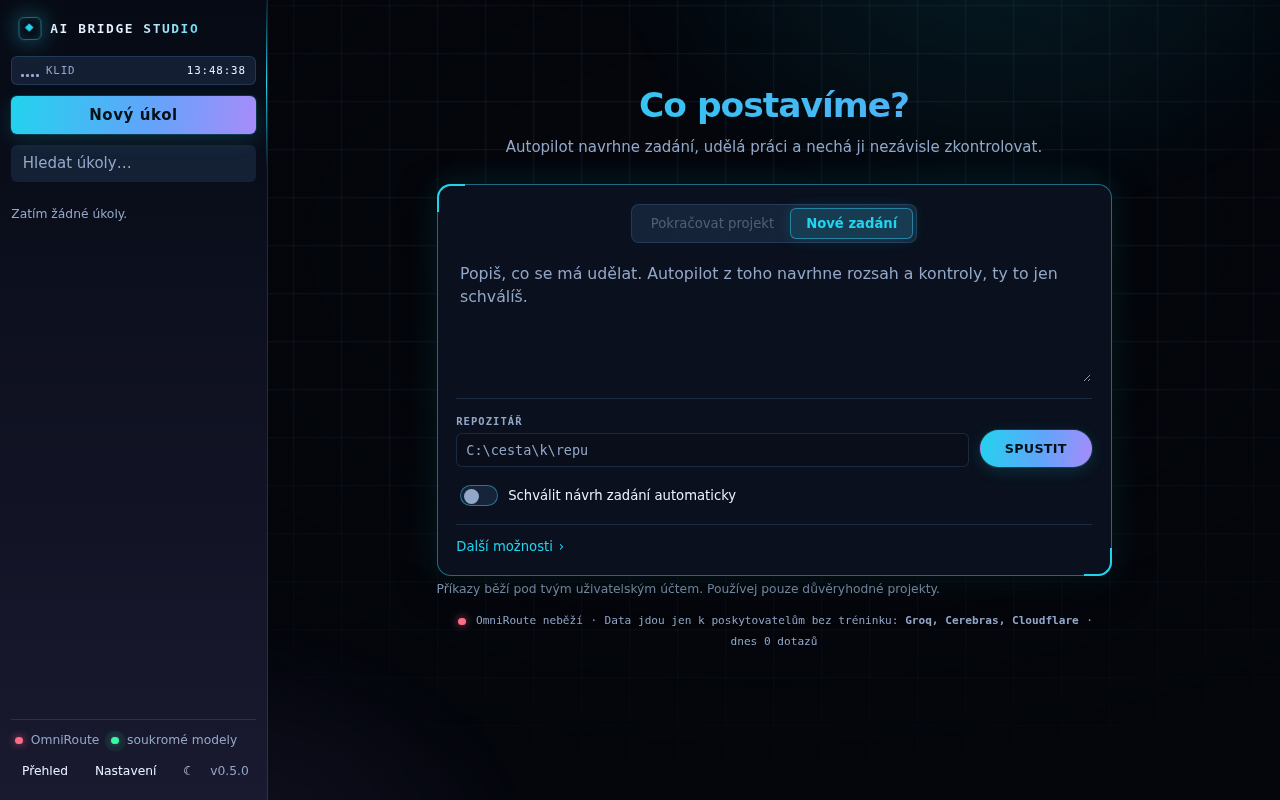 AI BRIDGE STUDIO
KLID 13:48:38
Nový úkol
Hledat úkoly…
Zatím žádné úkoly.
OmniRoute soukromé modely
Přehled Nastavení ☾ v0.5.0
Co postavíme?
Autopilot navrhne zadání, udělá práci a nechá ji nezávisle zkontrolovat.
Pokračovat projekt Nové zadání
Popiš, co se má udělat. Autopilot z toho navrhne rozsah a kontroly, ty to jen
schválíš.
REPOZITÁŘ
C:\cesta\k\repu SPUSTIT
Schválit návrh zadání automaticky
Další možnosti ›
Příkazy běží pod tvým uživatelským účtem. Používej pouze důvěryhodné projekty.
OmniRoute neběží · Data jdou jen k poskytovatelům bez tréninku: Groq, Cerebras, Cloudflare ·
dnes 0 dotazů